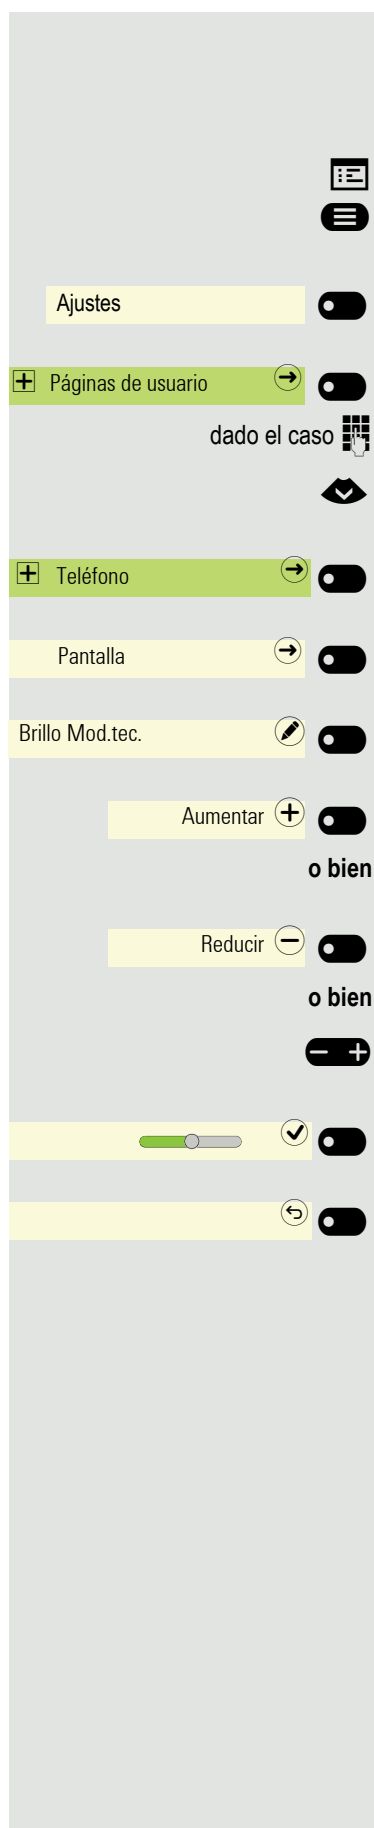 Ajustes
Páginas de usuario
dado el caso
Teléfono
Pantalla
Brillo Mod.tec.
Aumentar
o bien
Reducir
o bien